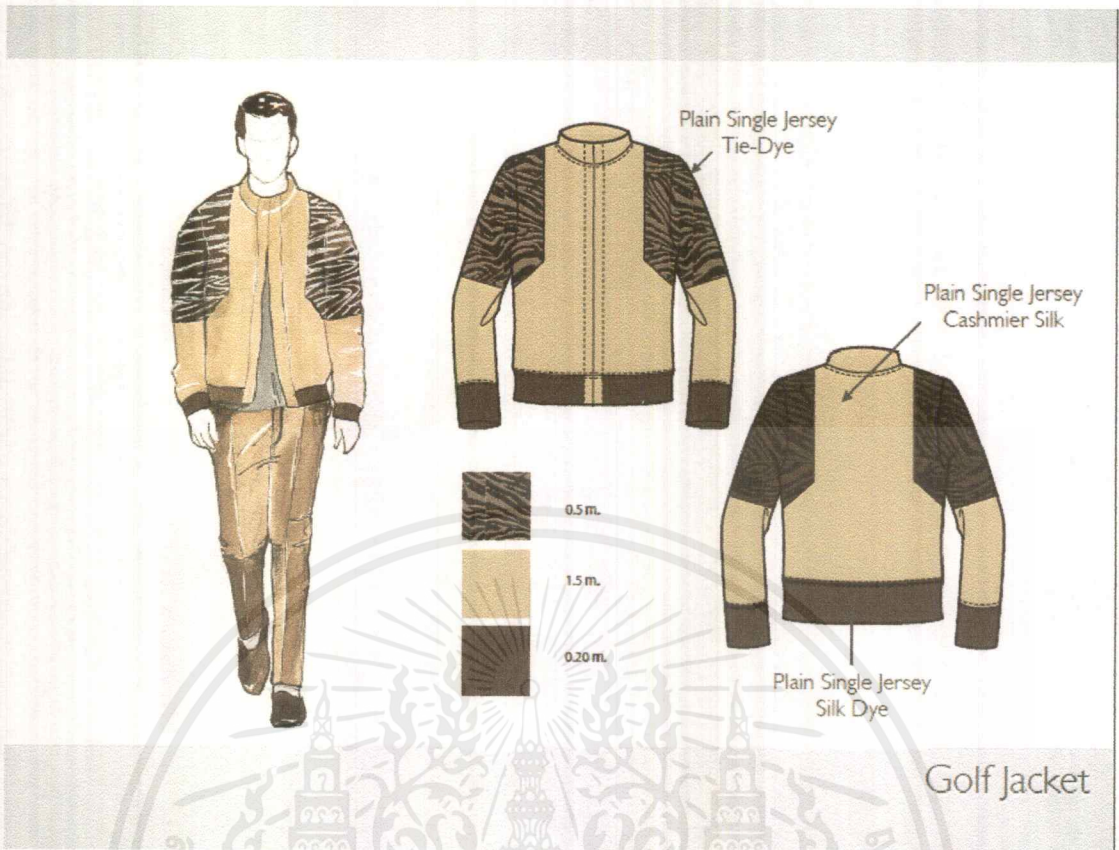 Plain Single Jersey
Tie-Dye
Plain Single Jersey
Cashmier Silk
0.5 m.
1.5 m.
0.20 m.
Plain Single Jersey
Silk Dye
Golf Jacket